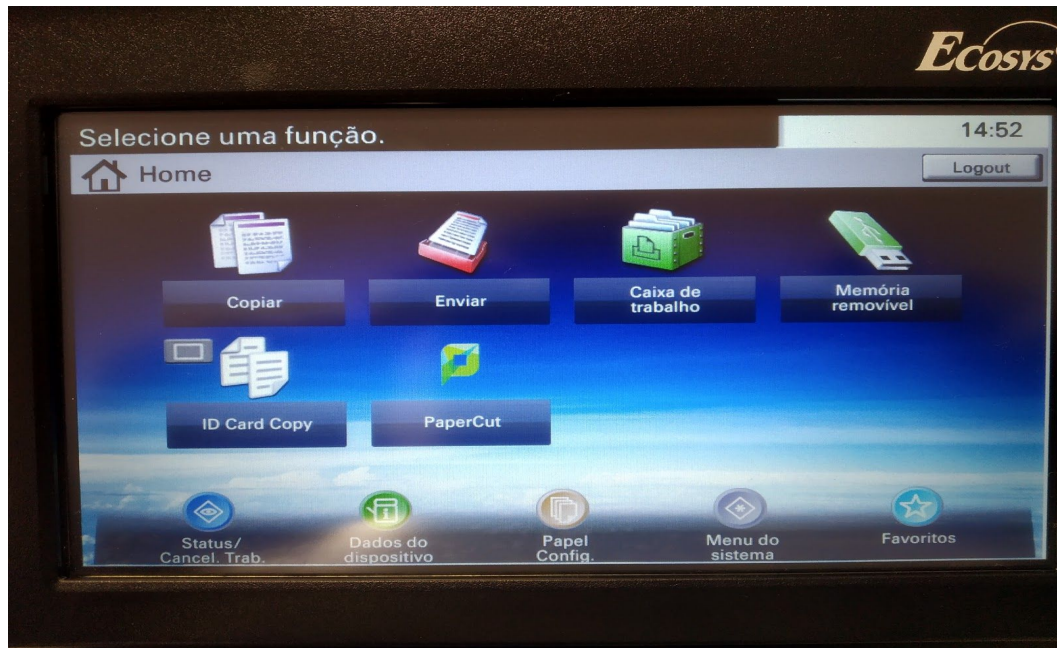 Ecosys
Selecione uma função.
14:52
Home
Logout
Copiar
Enviar
Caixa de
trabalho
Memória
removível
ID Card Copy
PaperCut
Status/
Cancel. Trab.
Dados do
dispositivo
Papel
Config.
Menu do
sistema
Favoritos